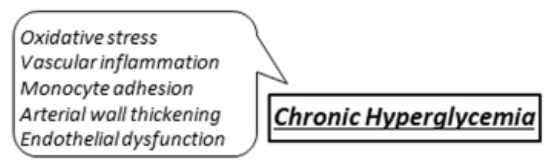 Oxidative stress
Vascular inflammation
Monocyte adhesion
Arterial wall thickening
Endothelial dysfunction
Chronic Hyperglycemia